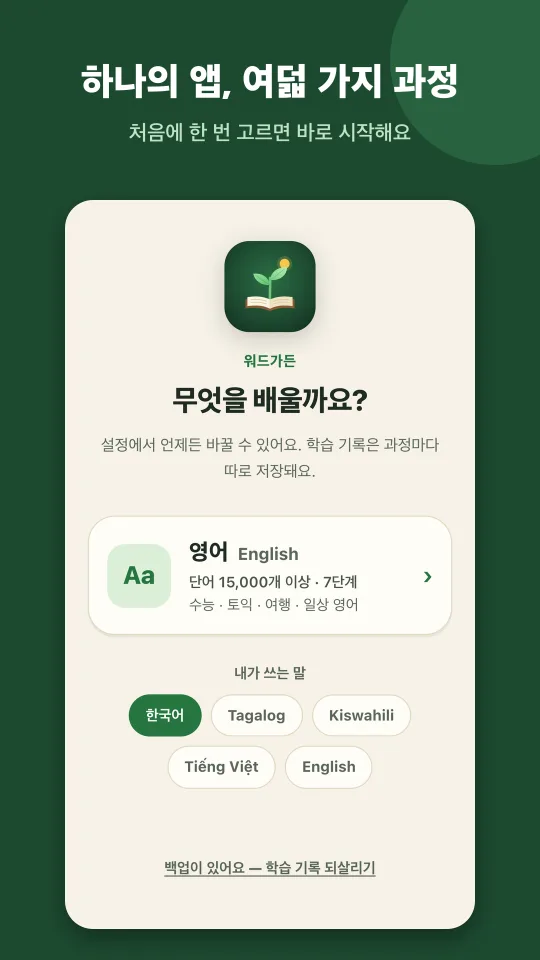 하나의 앱, 여덟 가지 과정
처음에 한 번 고르면 바로 시작해요
워드가든
무엇을 배울까요?
설정에서 언제든 바꿀 수 있어요. 학습 기록은 과정마다
따로 저장돼요.
Aa
영어 English
단어 15,000개 이상 · 7단계
수능 · 토익 · 여행 · 일상 영어
›
내가 쓰는 말
한국어 Tagalog Kiswahili
Tiếng Việt English
백업이 있어요 — 학습 기록 되살리기